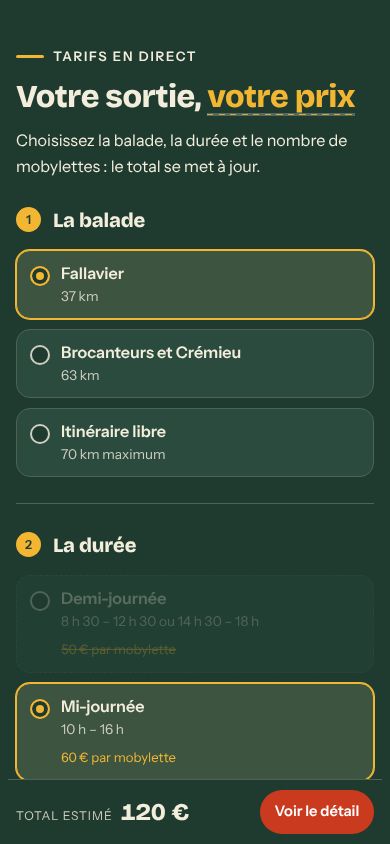 TARIFS EN DIRECT
Votre sortie, votre prix
Choisissez la balade, la durée et le nombre de
mobylettes : le total se met à jour.
1 La balade
Fallavier
37 km
Brocanteurs et Crémieu
63 km
Itinéraire libre
70 km maximum
2 La durée
Demi-journée
8 h 30 – 12 h 30 ou 14 h 30 – 18 h
50 € par mobylette
Mi-journée
10 h – 16 h
60 € par mobylette
TOTAL ESTIMÉ 120 € Voir le détail